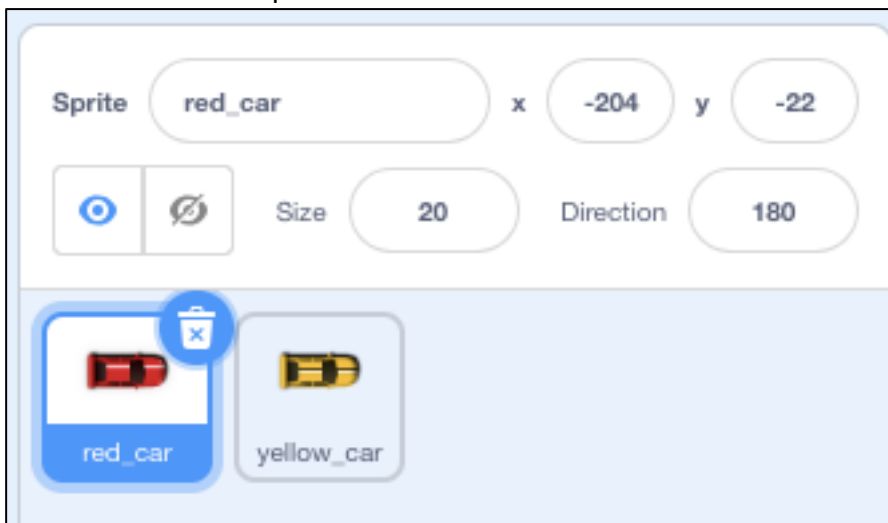 Sprite red_car x -204 y -22
Size 20 Direction 180
red_car yellow_car